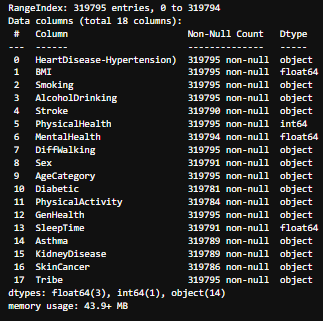 RangeIndex: 319795 entries, 0 to 319794
Data columns (total 18 columns):
 #   Column                      Non-Null Count   Dtype
---  ------                      --------------   -----
 0   HeartDisease-Hypertension)  319795 non-null  object
 1   BMI                         319795 non-null  float64
 2   Smoking                     319795 non-null  object
 3   AlcoholDrinking             319795 non-null  object
 4   Stroke                      319790 non-null  object
 5   PhysicalHealth              319795 non-null  int64
 6   MentalHealth                319794 non-null  float64
 7   DiffWalking                 319795 non-null  object
 8   Sex                         319791 non-null  object
 9   AgeCategory                 319795 non-null  object
 10  Diabetic                    319781 non-null  object
 11  PhysicalActivity            319784 non-null  object
 12  GenHealth                   319795 non-null  object
 13  SleepTime                   319791 non-null  float64
 14  Asthma                      319789 non-null  object
 15  KidneyDisease               319789 non-null  object
 16  SkinCancer                  319786 non-null  object
 17  Tribe                       319795 non-null  object
dtypes: float64(3), int64(1), object(14)
memory usage: 43.9+ MB